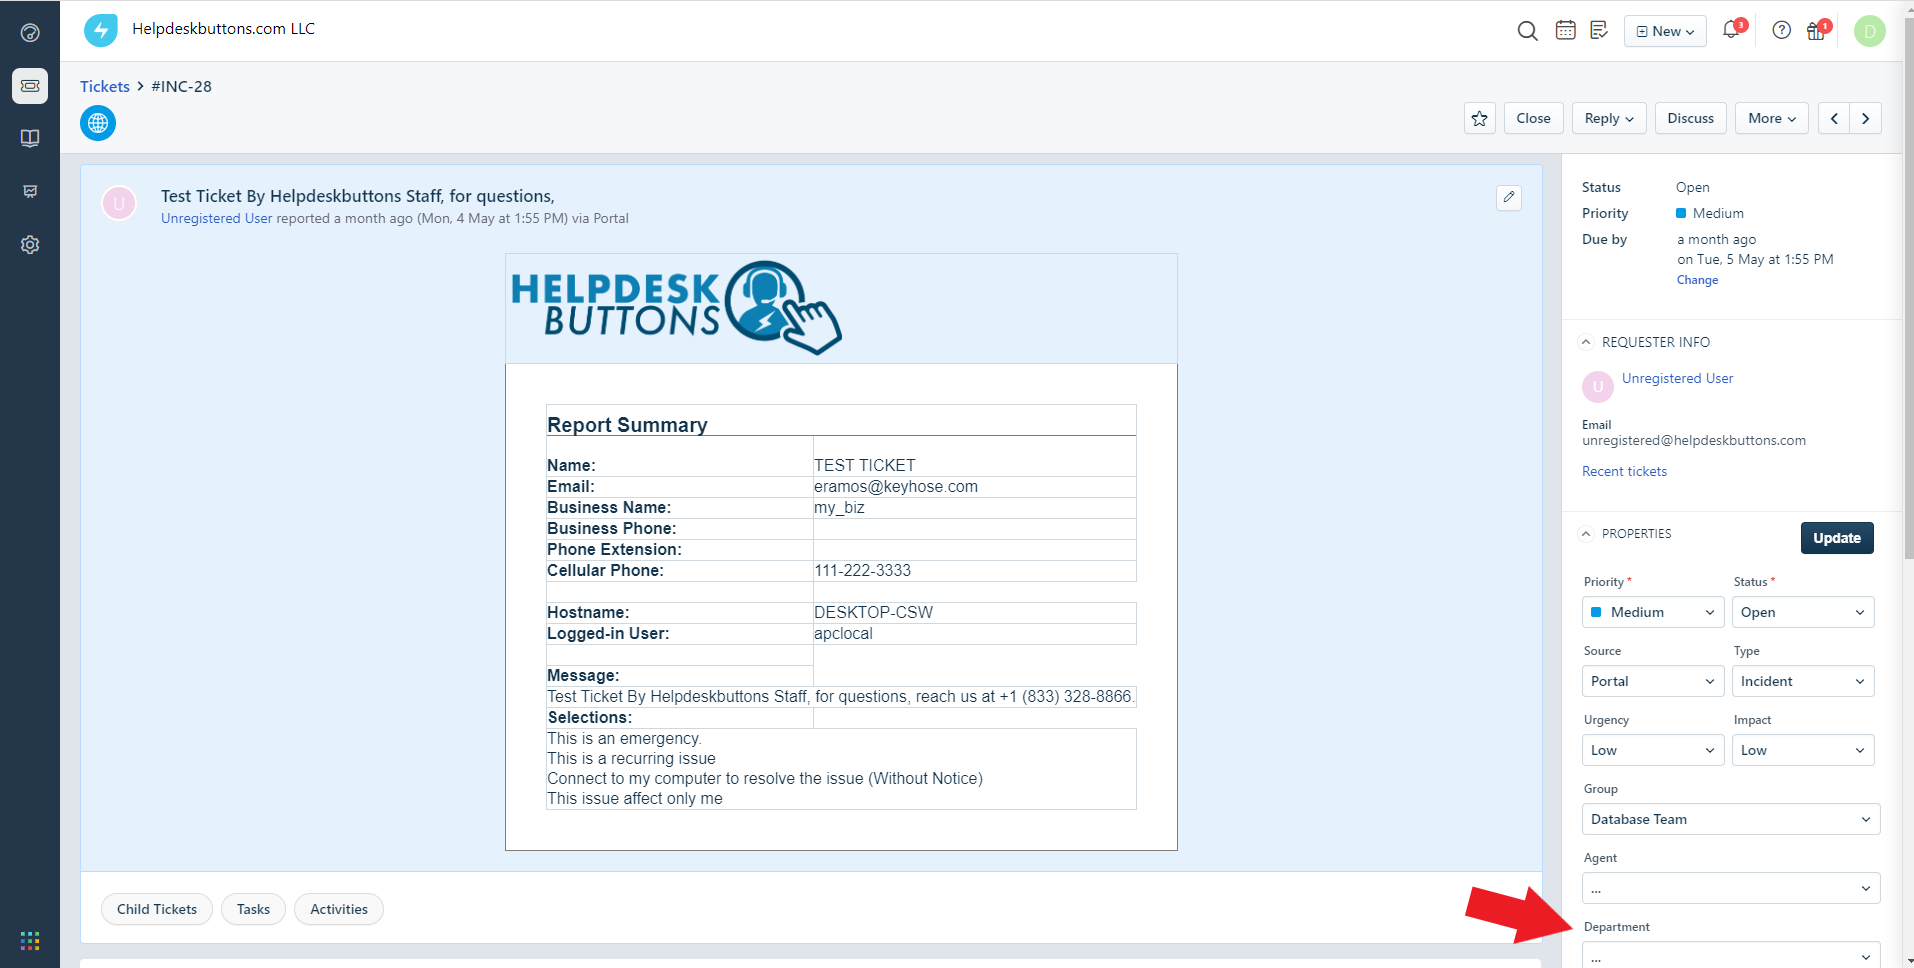 Helpdeskbuttons.com LLC
New
3
1
D
Tickets > #INC-28
Close
Reply
Discuss
More
U
Test Ticket By Helpdeskbuttons Staff, for questions,
Unregistered User reported a month ago (Mon, 4 May at 1:55 PM) via Portal
HELPDESK
BUTTONS
Report Summary
Name: TEST TICKET
Email: eramos@keyhose.com
Business Name: my_biz
Business Phone:
Phone Extension:
Cellular Phone: 111-222-3333
Hostname: DESKTOP-CSW
Logged-in User: apclocal
Message:
Test Ticket By Helpdeskbuttons Staff, for questions, reach us at +1 (833) 328-8866.
Selections:
This is an emergency.
This is a recurring issue
Connect to my computer to resolve the issue (Without Notice)
This issue affect only me
Child Tickets
Tasks
Activities
Status Open
Priority Medium
Due by a month ago
on Tue, 5 May at 1:55 PM
Change
REQUESTER INFO
U
Unregistered User
Email
unregistered@helpdeskbuttons.com
Recent tickets
PROPERTIES
Update
Priority * Status *
Medium Open
Source Type
Portal Incident
Urgency Impact
Low Low
Group
Database Team
Agent
...
Department
...